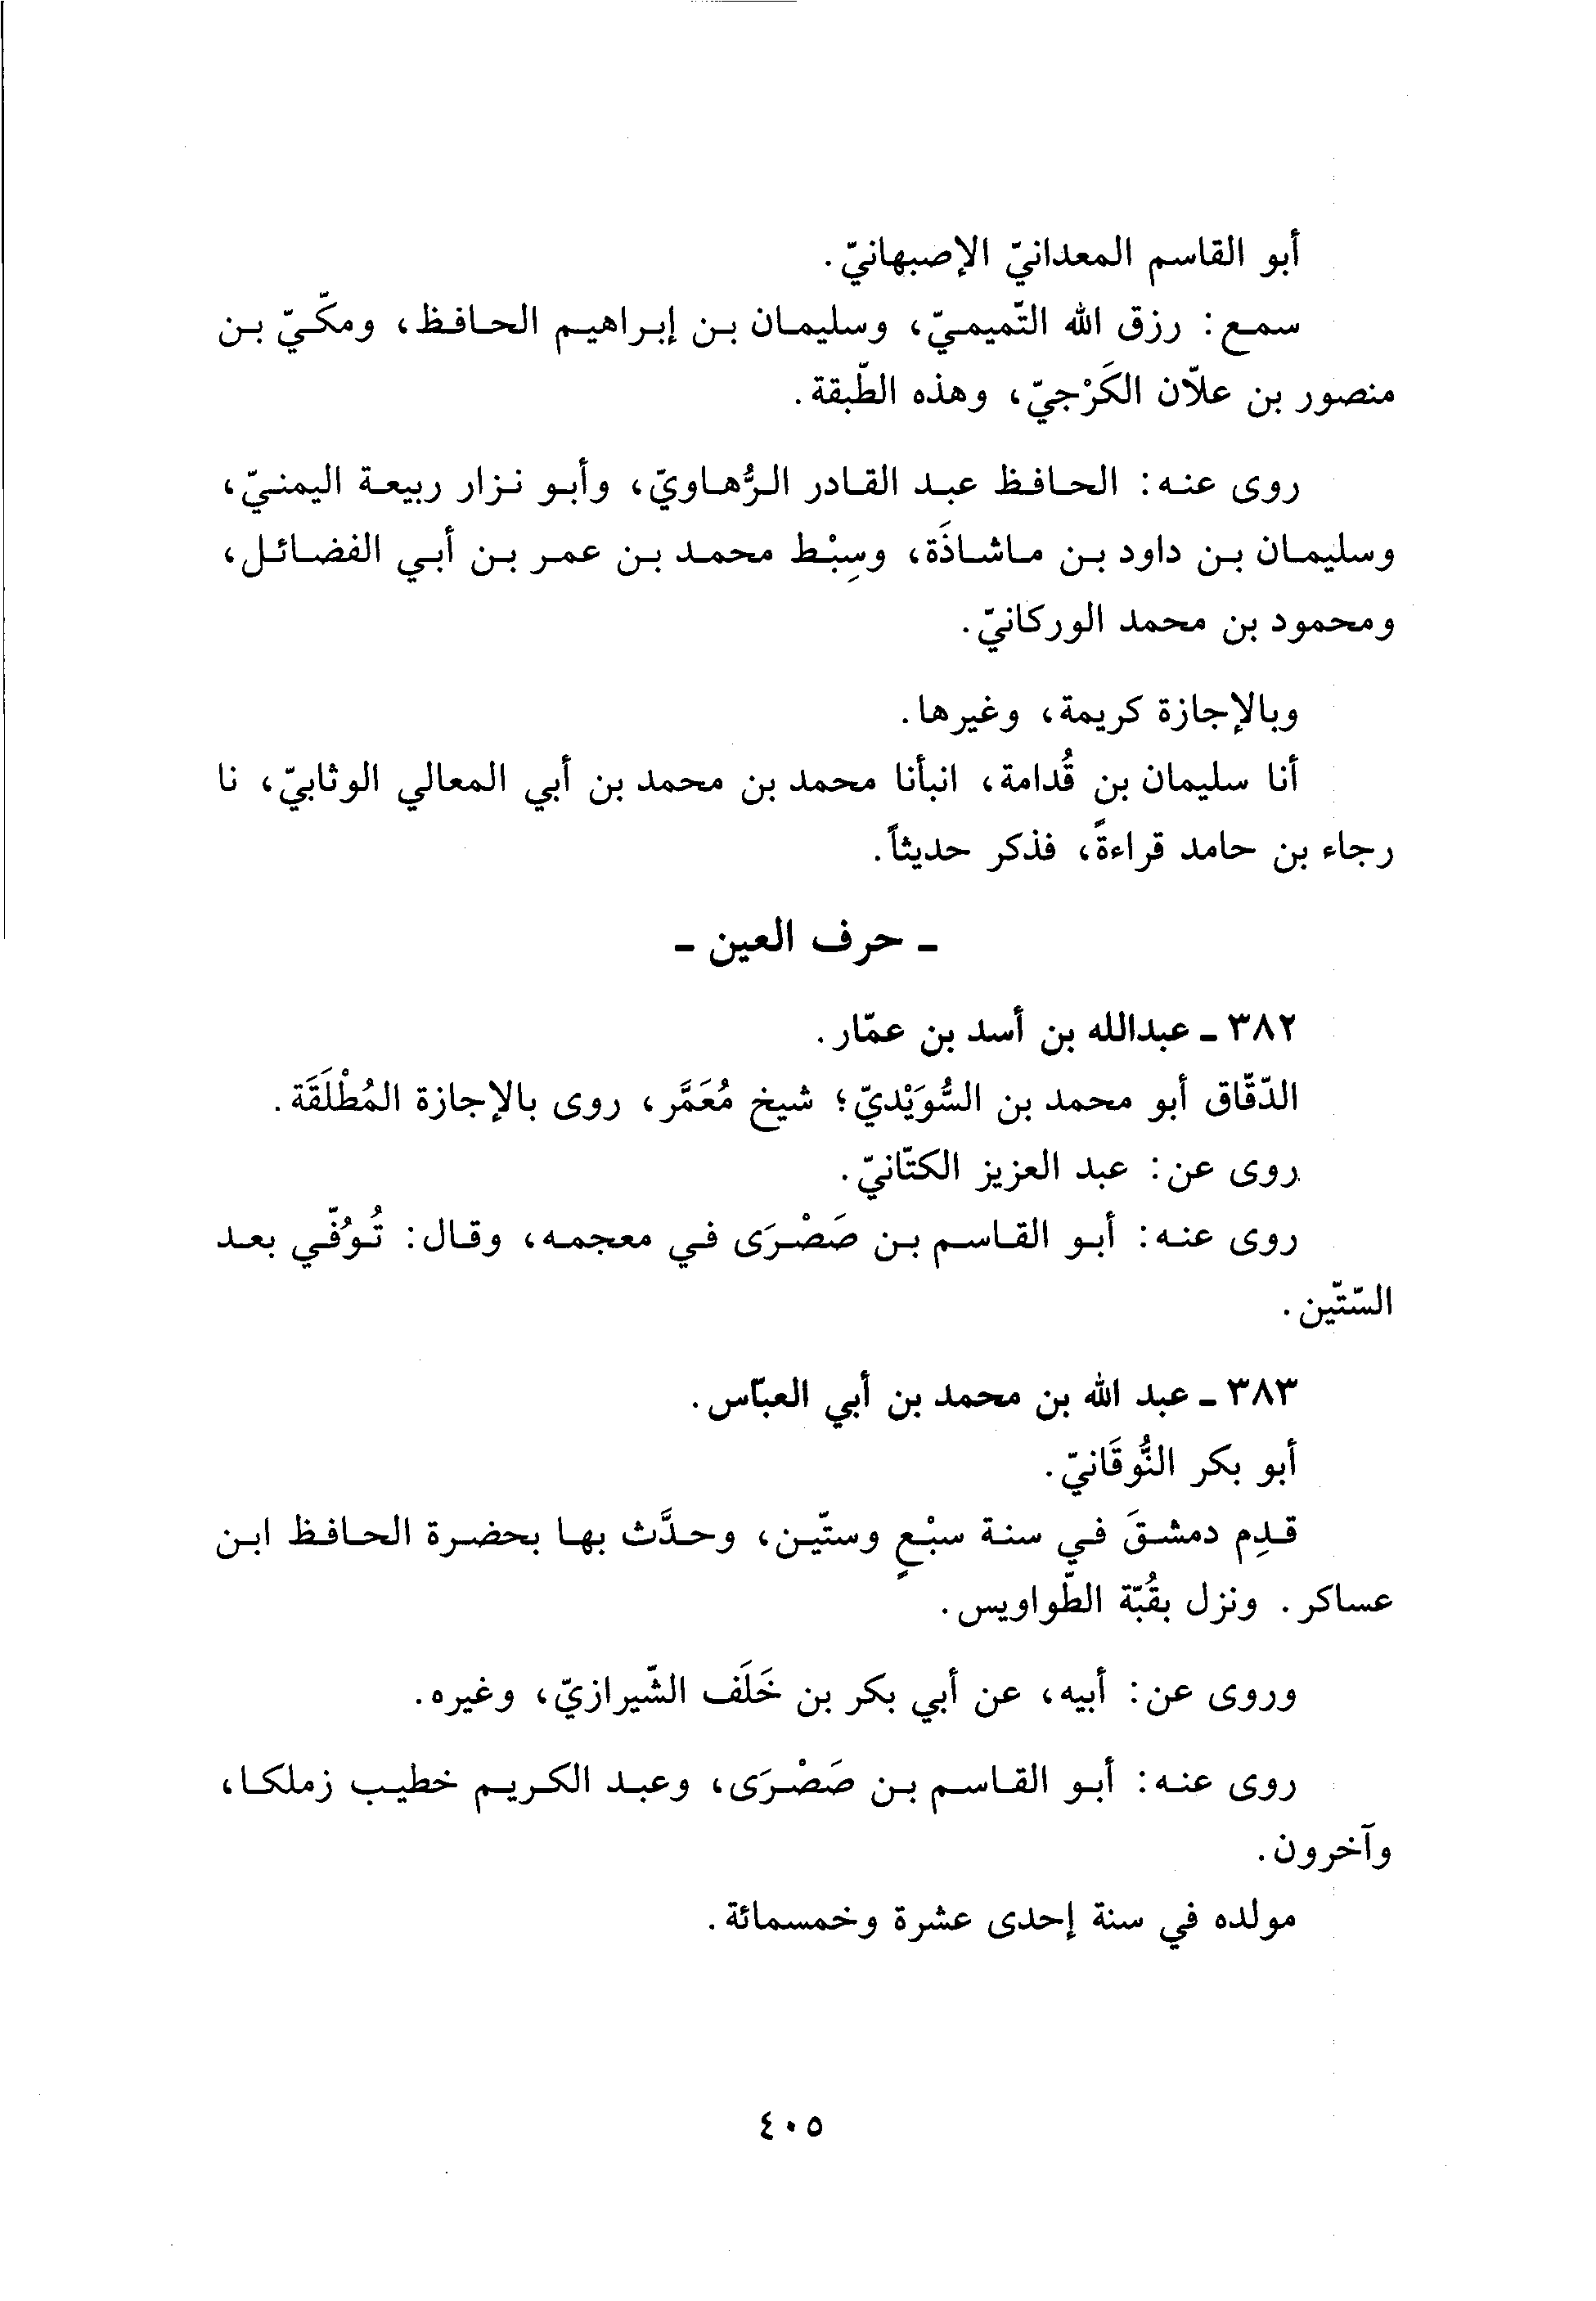 أبو القاسم المعدانيّ الإصبهانيّ.
سمع: رزق الله التّميميّ، وسليمان بن إبراهيم الحافظ، ومكّيّ بن
منصور بن علاّن الكَرْجيّ، وهذه الطّبقة.
روى عنه: الحافظ عبد القادر الرُّهاويّ، وأبو نزار ربيعة اليمنيّ،
وسليمان بن داود بن ماشاذَة، وسِبْط محمد بن عمر بن أبي الفضائل،
ومحمود بن محمد الوركانيّ.
وبالإجازة كريمة، وغيرها.
أنا سليمان بن قُدامة، انبأنا محمد بن محمد بن أبي المعالي الوثابيّ، نا
رجاء بن حامد قراءةً، فذكر حديثاً.
- حرف العين -
٣٨٢ - عبدالله بن أسد بن عمّار.
الدّقّاق أبو محمد بن السُّوَيْديّ؛ شيخ مُعَمَّر، روى بالإجازة المُطْلَقَة.
روى عن: عبد العزيز الكتّانيّ.
روى عنه: أبو القاسم بن صَصْرَى في معجمه، وقال: تُوُفّي بعد
السّتّين.
٣٨٣ - عبد الله بن محمد بن أبي العبّاس.
أبو بكر النُّوقَانيّ.
قدِم دمشقَ في سنة سبْعٍ وستّين، وحدَّث بها بحضرة الحافظ ابن
عساكر. ونزل بقُبّة الطّواويس.
وروى عن: أبيه، عن أبي بكر بن خَلَف الشّيرازيّ، وغيره.
روى عنه: أبو القاسم بن صَصْرَى، وعبد الكريم خطيب زملكا،
وآخرون.
مولده في سنة إحدى عشرة وخمسمائة.
٤٠٥